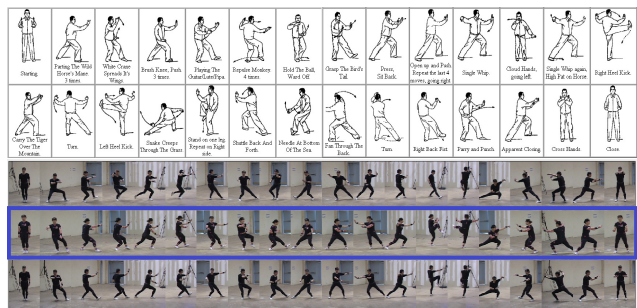 Starting.
Parting The Wild
Horse's Mane.
3 times
White Crane
Spreads It's
Wings.
Brush Knee, Push.
3 times
Playing The
Guitar/Lute/Pipa.
Repulse Monkey.
4 times
Hold The Ball,
Ward Off.
Grasp The Bird's
Tail.
Press,
Sit Back.
Open up and Push.
Repeat the last 4
moves, going right.
Single Whip.
Cloud Hands,
going left.
Single Whip again,
High Pat on Horse.
Right Heel Kick.
Carry The Tiger
Over The
Mountain.
Turn.
Left Heel Kick.
Snake Creeps
Through The Grass.
Stand on one leg.
Repeat on Right
side.
Shuttle Back And
Forth.
Needle At Bottom
Of The Sea.
Fan Through The
Back.
Turn.
Right Back Fist.
Parry and Punch.
Apparent Closing.
Cross Hands.
Close.